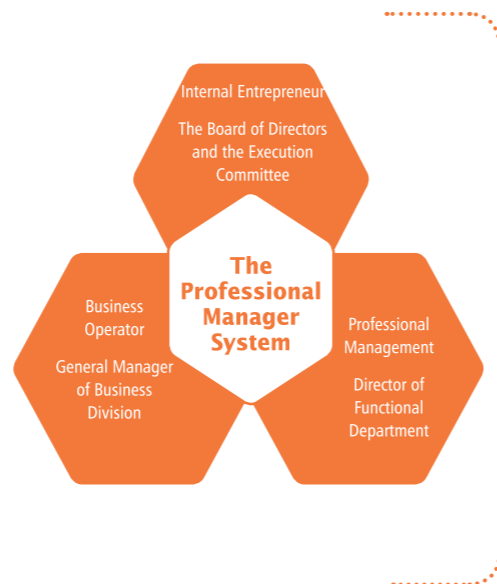 Internal Entrepreneur
The Board of Directors
and the Execution
Committee
The
Professional
Manager
System
Business
Operator
General Manager
of Business
Division
Professional
Management
Director of
Functional
Department